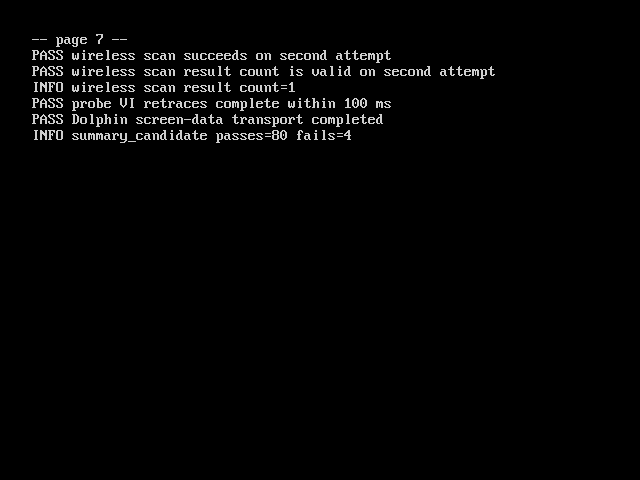 -- page 7 --
PASS wireless scan succeeds on second attempt
PASS wireless scan result count is valid on second attempt
INFO wireless scan result count=1
PASS probe VI retraces complete within 100 ms
PASS Dolphin screen-data transport completed
INFO summary_candidate passes=80 fails=4